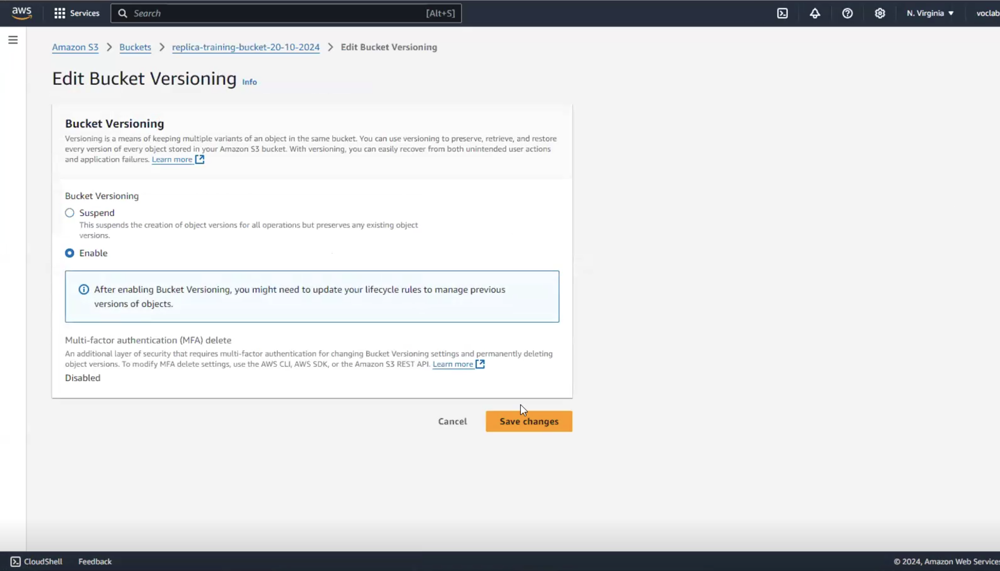 aws
Services
Search
[Alt+S]
N. Virginia
voclab
Amazon S3
Buckets
replica-training-bucket-20-10-2024
Edit Bucket Versioning
Edit Bucket Versioning Info
Bucket Versioning
Versioning is a means of keeping multiple variants of an object in the same bucket. You can use versioning to preserve, retrieve, and restore
every version of every object stored in your Amazon S3 bucket. With versioning, you can easily recover from both unintended user actions
and application failures. Learn more
Bucket Versioning
Suspend
This suspends the creation of object versions for all operations but preserves any existing object
versions.
Enable
After enabling Bucket Versioning, you might need to update your lifecycle rules to manage previous
versions of objects.
Multi-factor authentication (MFA) delete
An additional layer of security that requires multi-factor authentication for changing Bucket Versioning settings and permanently deleting
object versions. To modify MFA delete settings, use the AWS CLI, AWS SDK, or the Amazon S3 REST API. Learn more
Disabled
Cancel
Save changes
CloudShell
Feedback
© 2024, Amazon Web Services